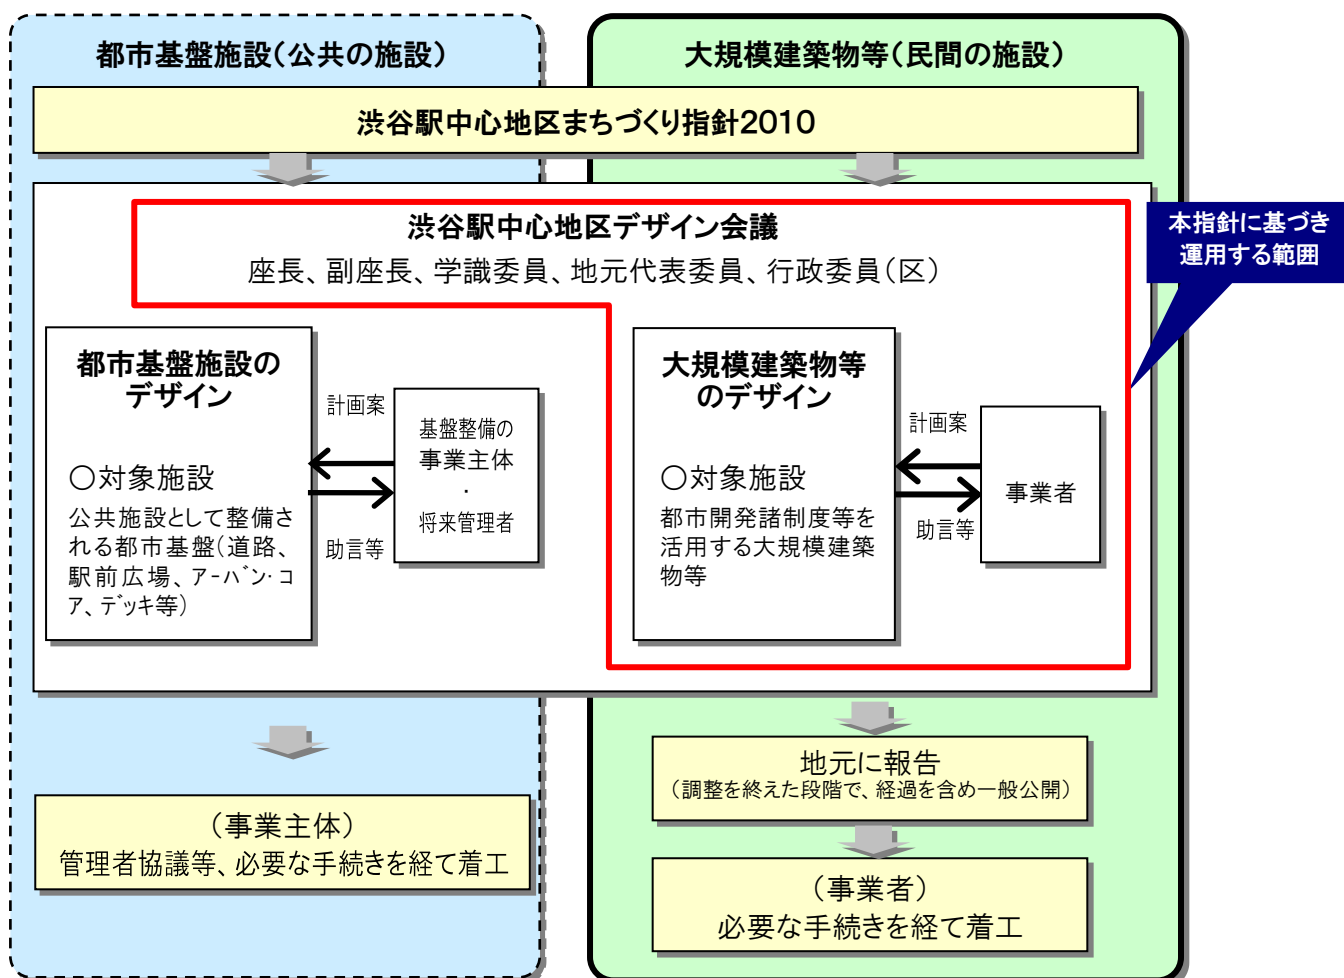 都市基盤施設(公共の施設)
大規模建築物等(民間の施設)
渋谷駅中心地区まちづくり指針2010
渋谷駅中心地区デザイン会議
座長、副座長、学識委員、地元代表委員、行政委員(区)
本指針に基づき
運用する範囲
都市基盤施設の
デザイン
○対象施設
公共施設として整備さ
れる都市基盤(道路、
駅前広場、アーバン・コ
ア、デッキ等)
計画案
助言等
基盤整備の
事業主体
・
将来管理者
大規模建築物等
のデザイン
○対象施設
都市開発諸制度等を
活用する大規模建築
物等
計画案
助言等
事業者
(事業主体)
管理者協議等、必要な手続きを経て着工
地元に報告
(調整を終えた段階で、経過を含め一般公開)
(事業者)
必要な手続きを経て着工